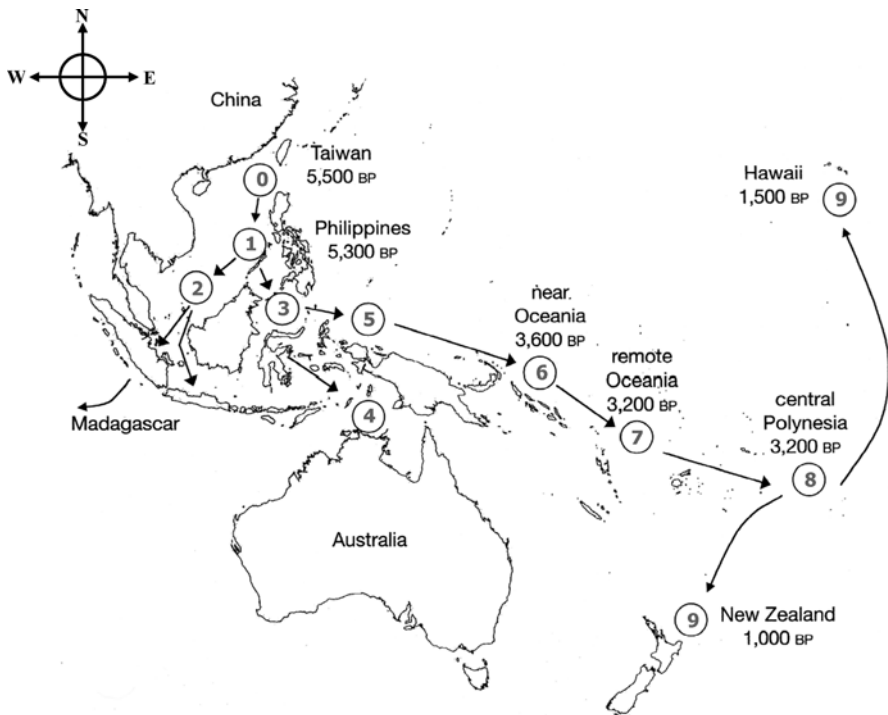 N
W
E
S
China
Taiwan
5,500 BP
0
Philippines
5,300 BP
1
2
3
5
4
Madagascar
near
Oceania
3,600 BP
6
remote
Oceania
3,200 BP
7
central
Polynesia
3,200 BP
8
Hawaii
1,500 BP
9
Australia
9
New Zealand
1,000 BP